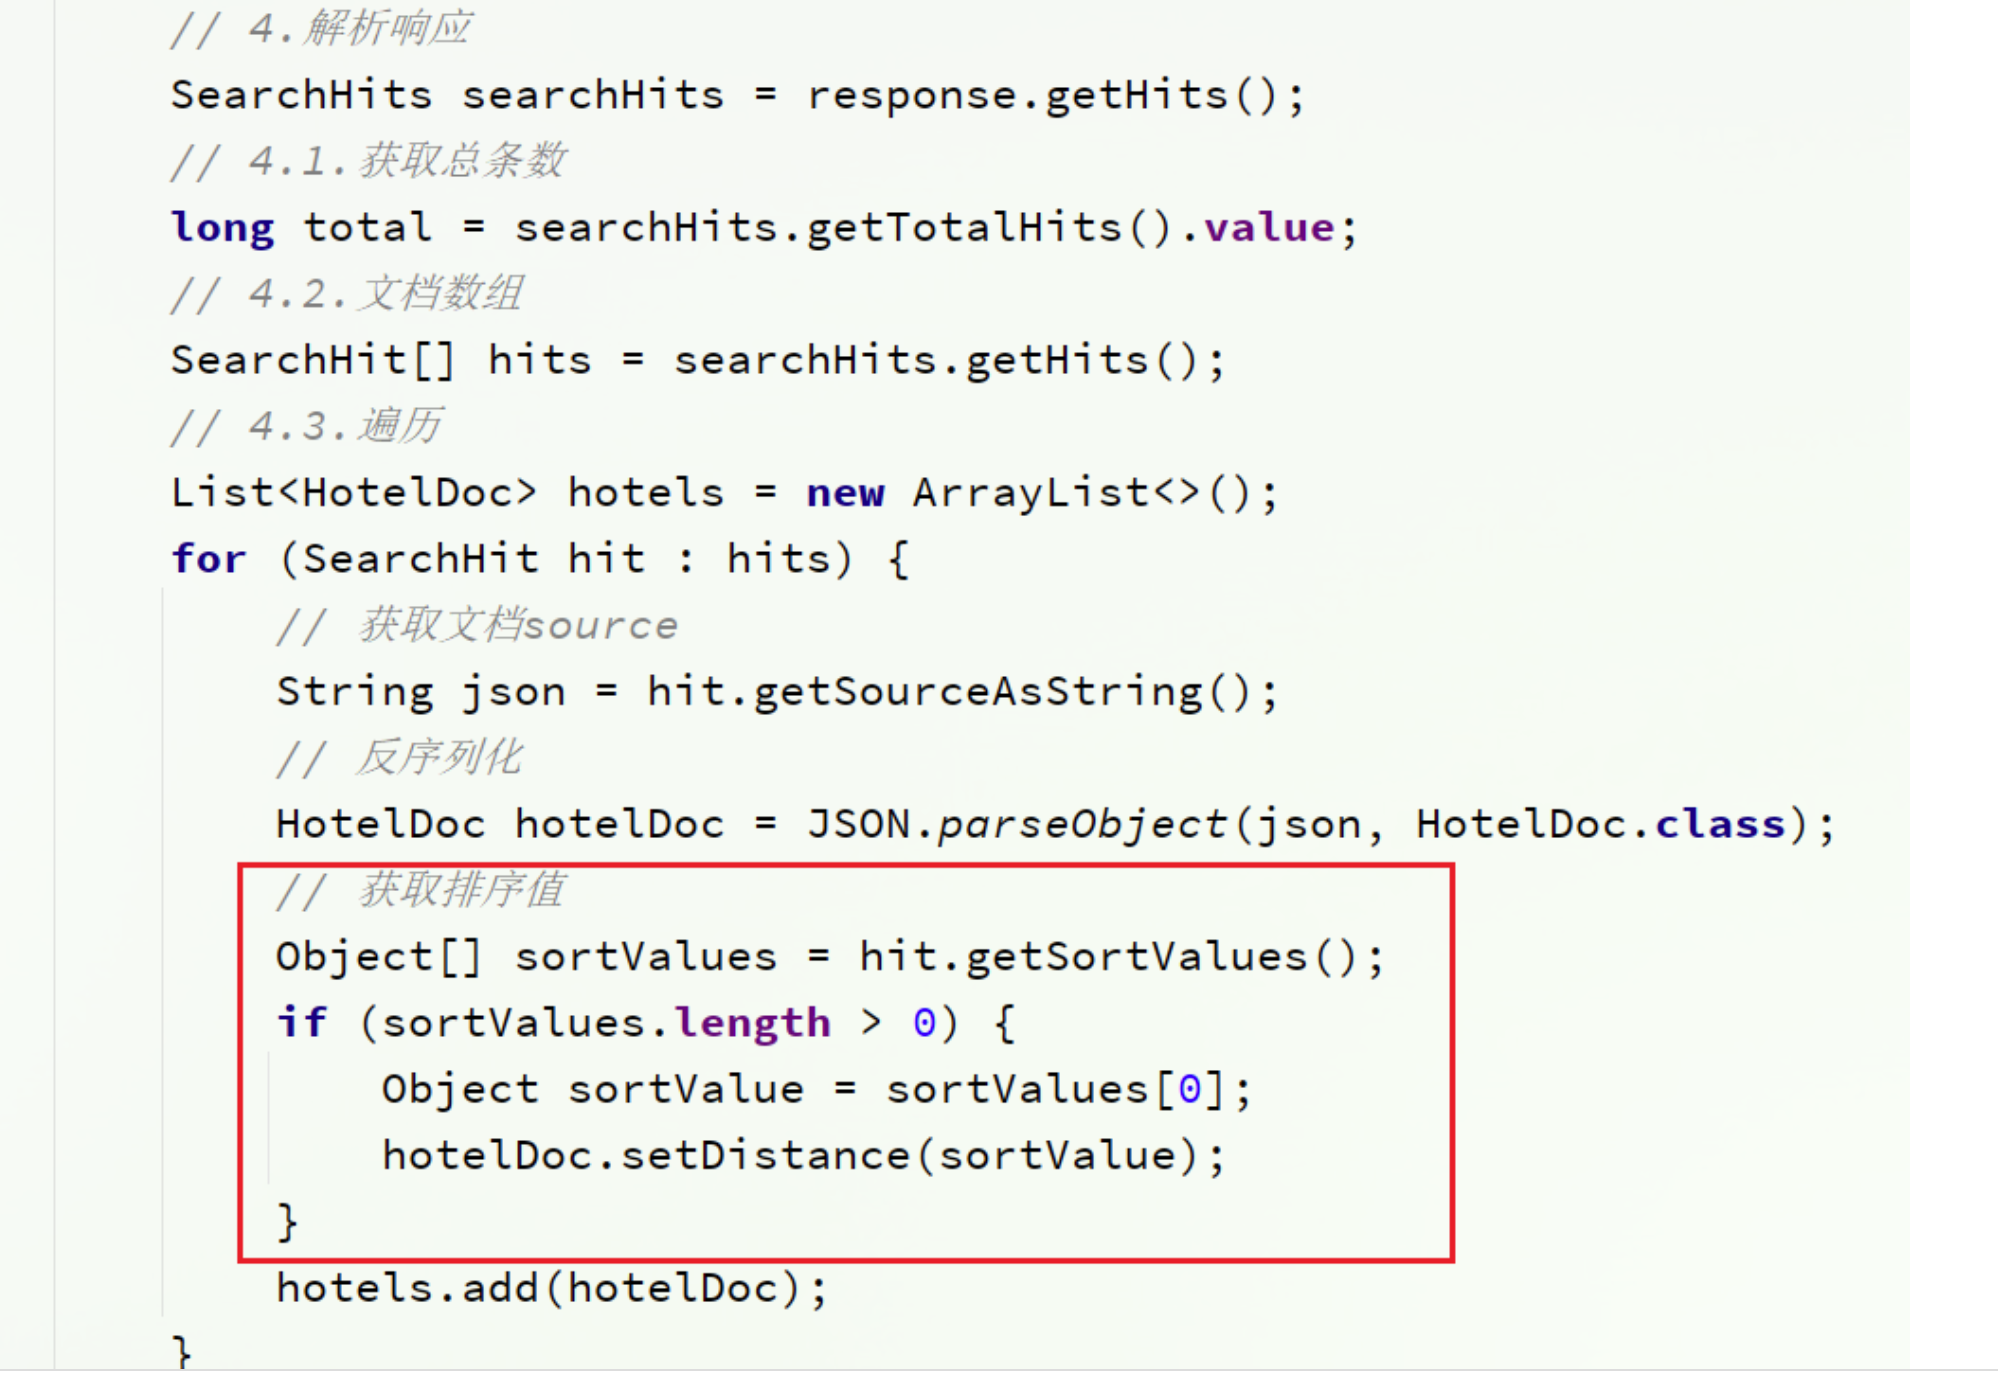 // 4.解析响应
SearchHits searchHits = response.getHits();
// 4.1.获取总条数
long total = searchHits.getTotalHits().value;
// 4.2.文档数组
SearchHit[] hits = searchHits.getHits();
// 4.3.遍历
List<HotelDoc> hotels = new ArrayList<>();
for (SearchHit hit : hits) {
// 获取文档source
String json = hit.getSourceAsString();
// 反序列化
HotelDoc hotelDoc = JSON.parseObject(json, HotelDoc.class);
// 获取排序值
Object[] sortValues = hit.getSortValues();
if (sortValues.length > 0) {
Object sortValue = sortValues[0];
hotelDoc.setDistance(sortValue);
}
hotels.add(hotelDoc);
}